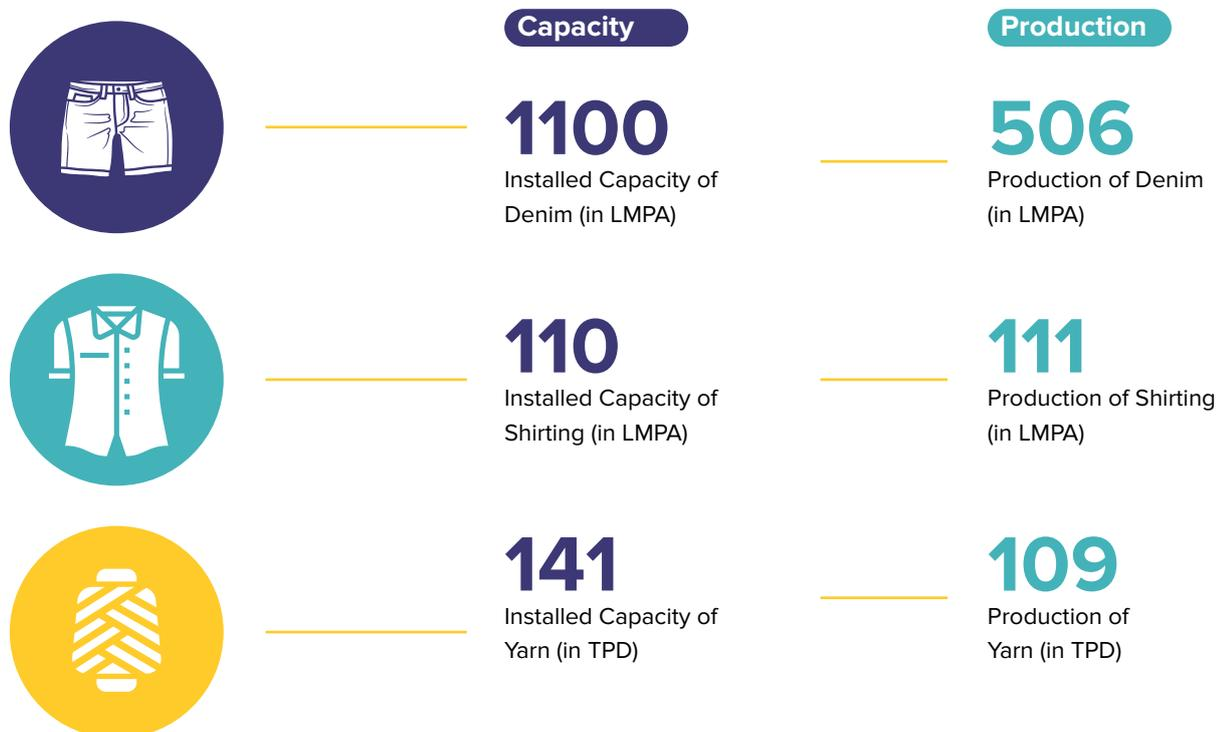 Capacity
Production
1100
Installed Capacity of
Denim (in LMPA)
506
Production of Denim
(in LMPA)
110
Installed Capacity of
Shirting (in LMPA)
111
Production of Shirting
(in LMPA)
141
Installed Capacity of
Yarn (in TPD)
109
Production of
Yarn (in TPD)